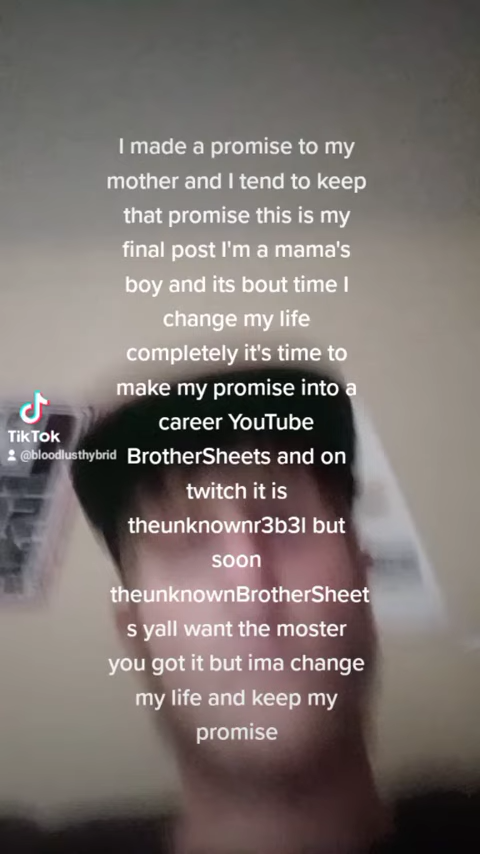 I made a promise to my
mother and I tend to keep
that promise this is my
final post I'm a mama's
boy and its bout time I
change my life
completely it's time to
make my promise into a
career YouTube
BrotherSheets and on
twitch it is
theunknownr3b3l but
soon
theunknownBrotherSheet
s yall want the moster
you got it but ima change
my life and keep my
promise
TikTok
@bloodlusthybrid